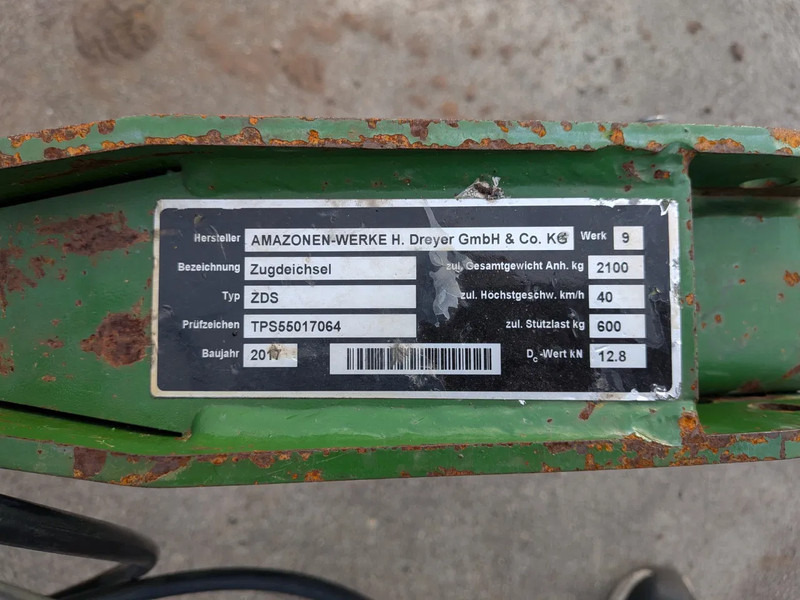 Hersteller AMAZONEN-WERKE H. Dreyer GmbH & Co. KG Werk 9
Bezeichnung Zugdeichsel zul. Gesamtgewicht Anh. kg 2100
Typ ZDS zul. Höchstgeschw. km/h 40
Prüfzeichen TPS55017064 zul. Stützlast kg 600
Baujahr 2017 Dc-Wert kN 12.8